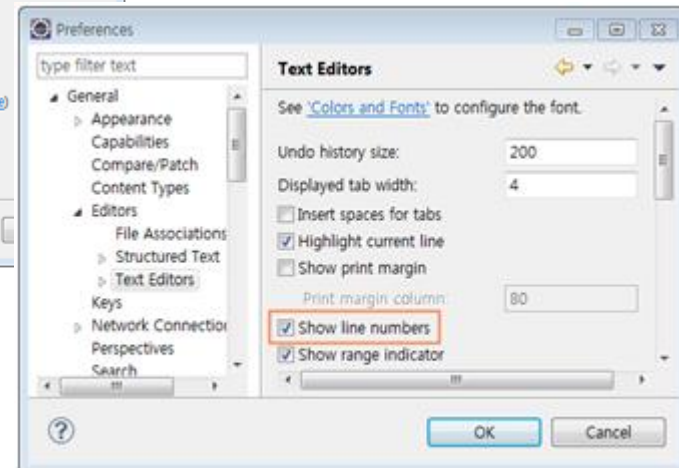 Preferences
type filter text
General
Appearance
Capabilities
Compare/Patch
Content Types
Editors
File Associations
Structured Text
Text Editors
Keys
Network Connection
Perspectives
Search
Text Editors
See 'Colors and Fonts' to configure the font.
Undo history size: 200
Displayed tab width: 4
Insert spaces for tabs
Highlight current line
Show print margin
Print margin column: 80
Show line numbers
Show range indicator
OK
Cancel